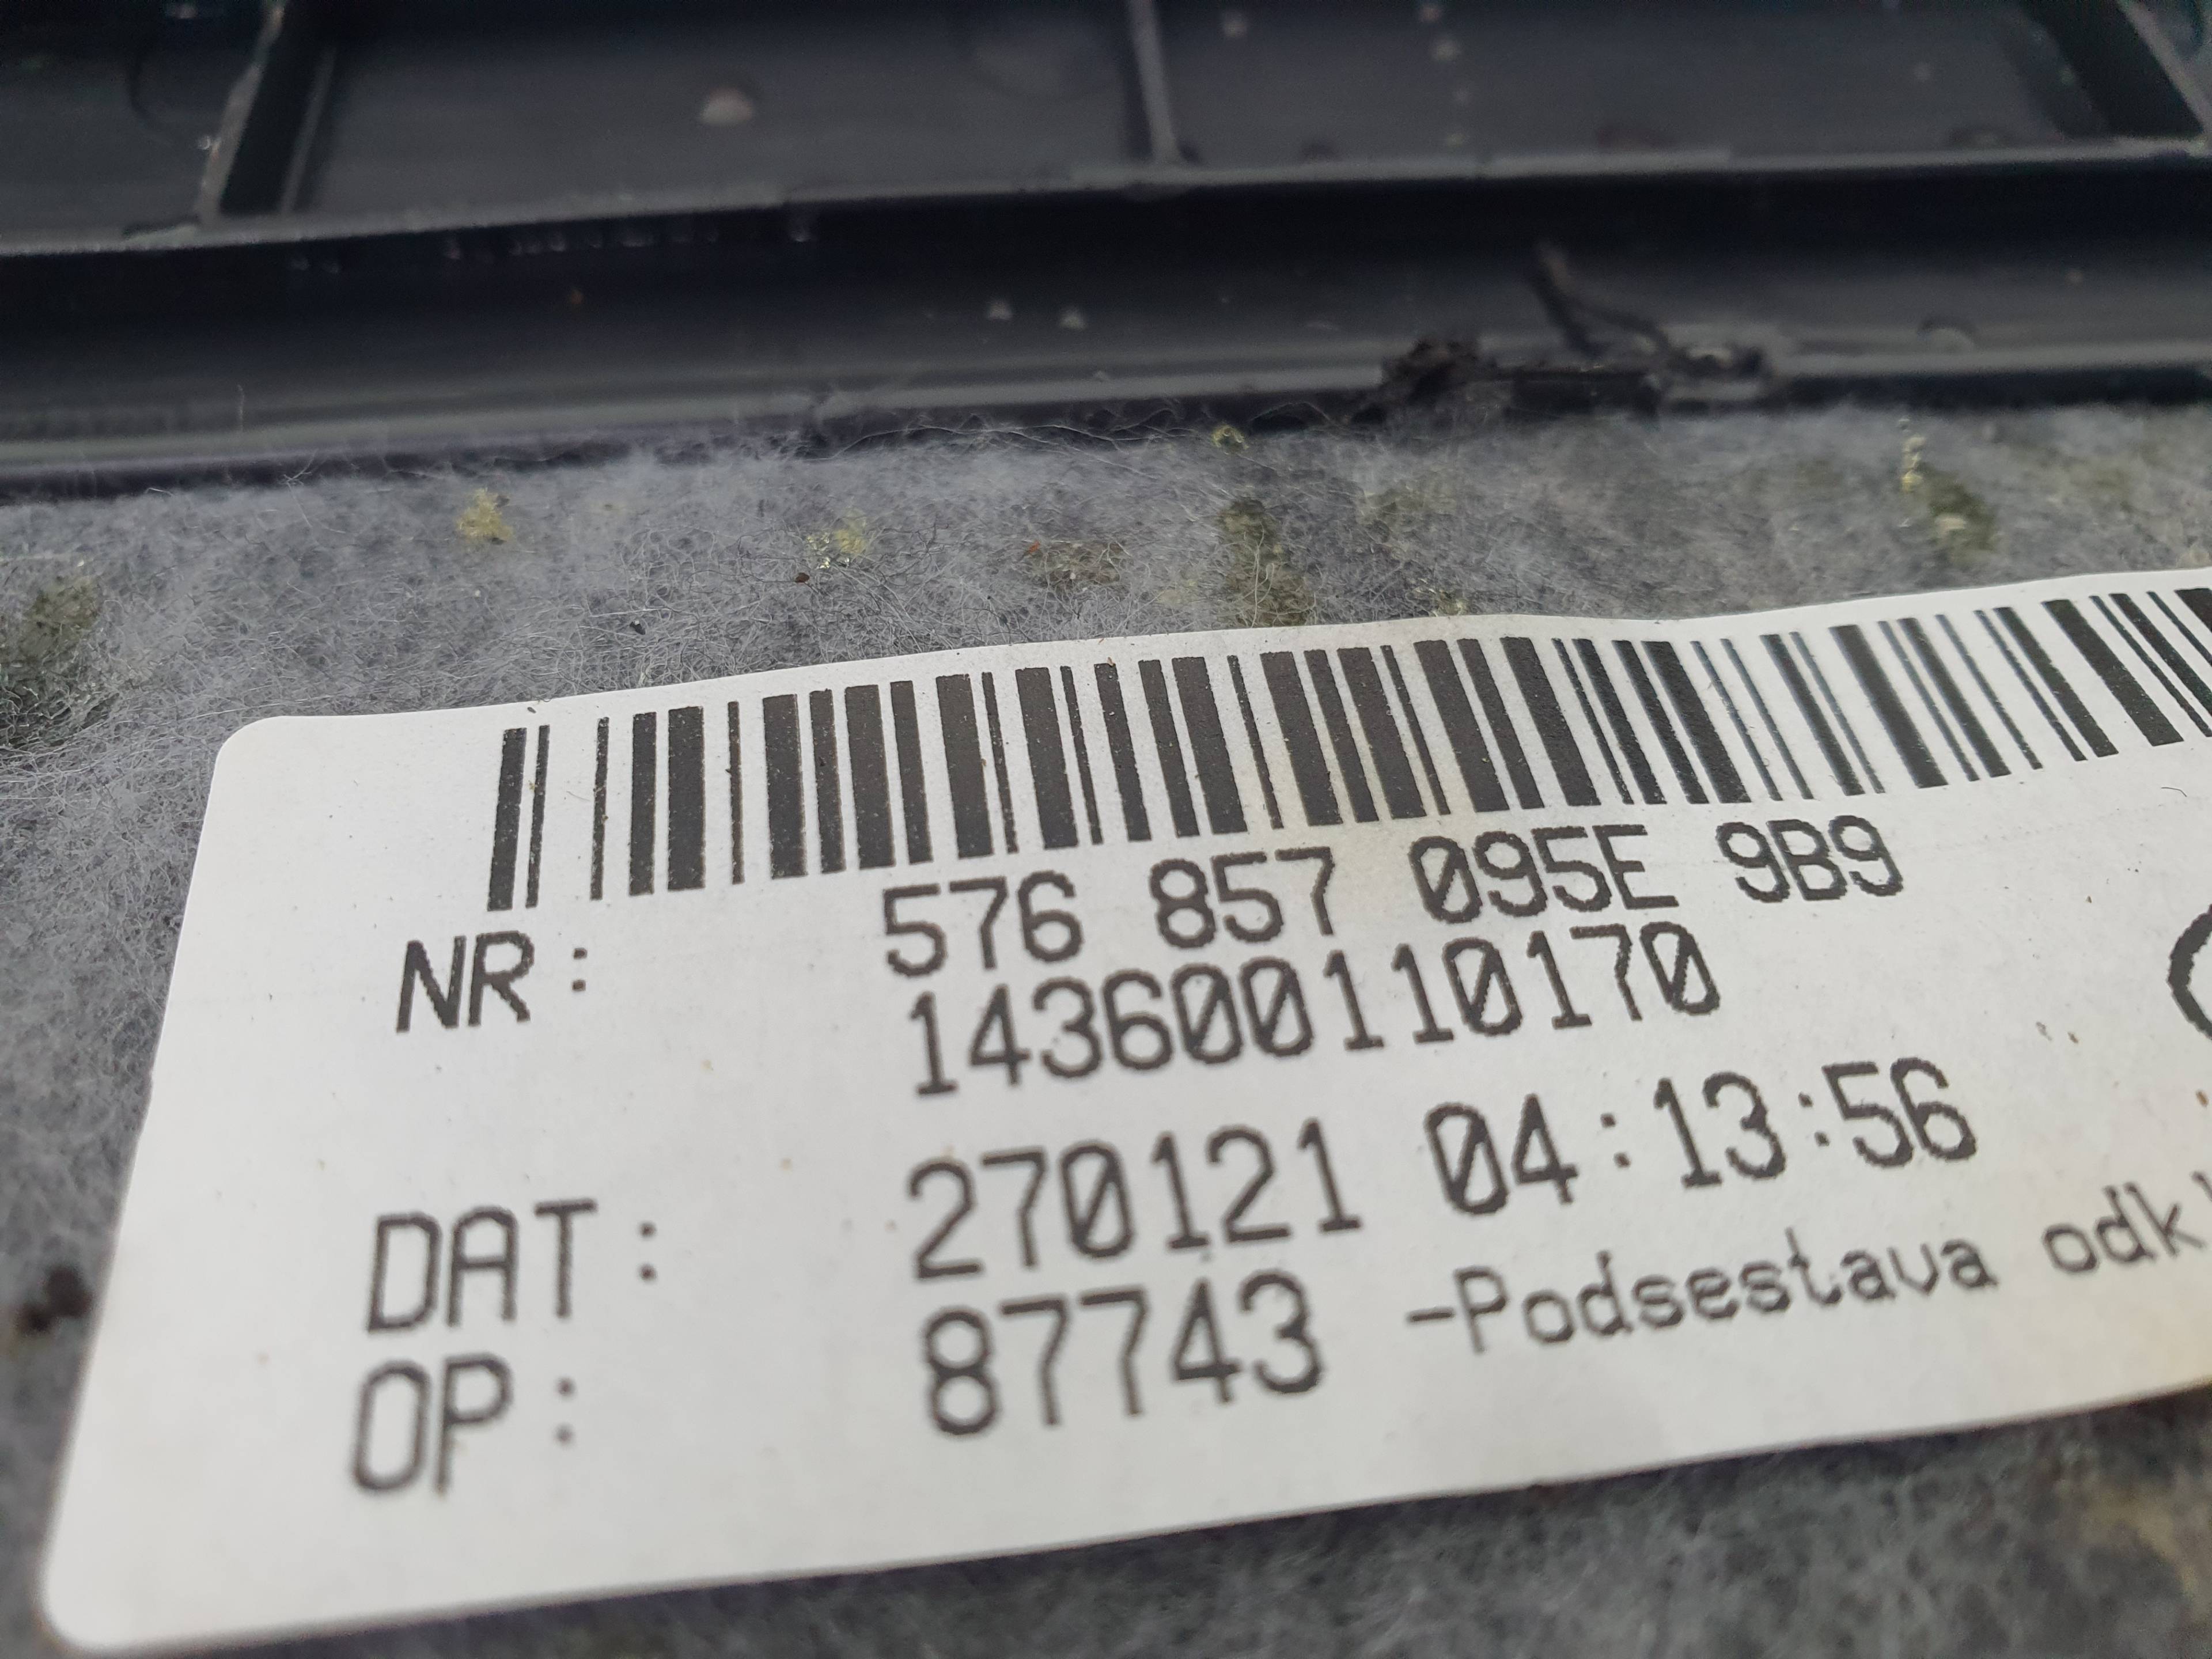 NR: 576 857 095E 9B9
143600110170
DAT: 270121 04:13:56
OP: 87743 -Podsestava